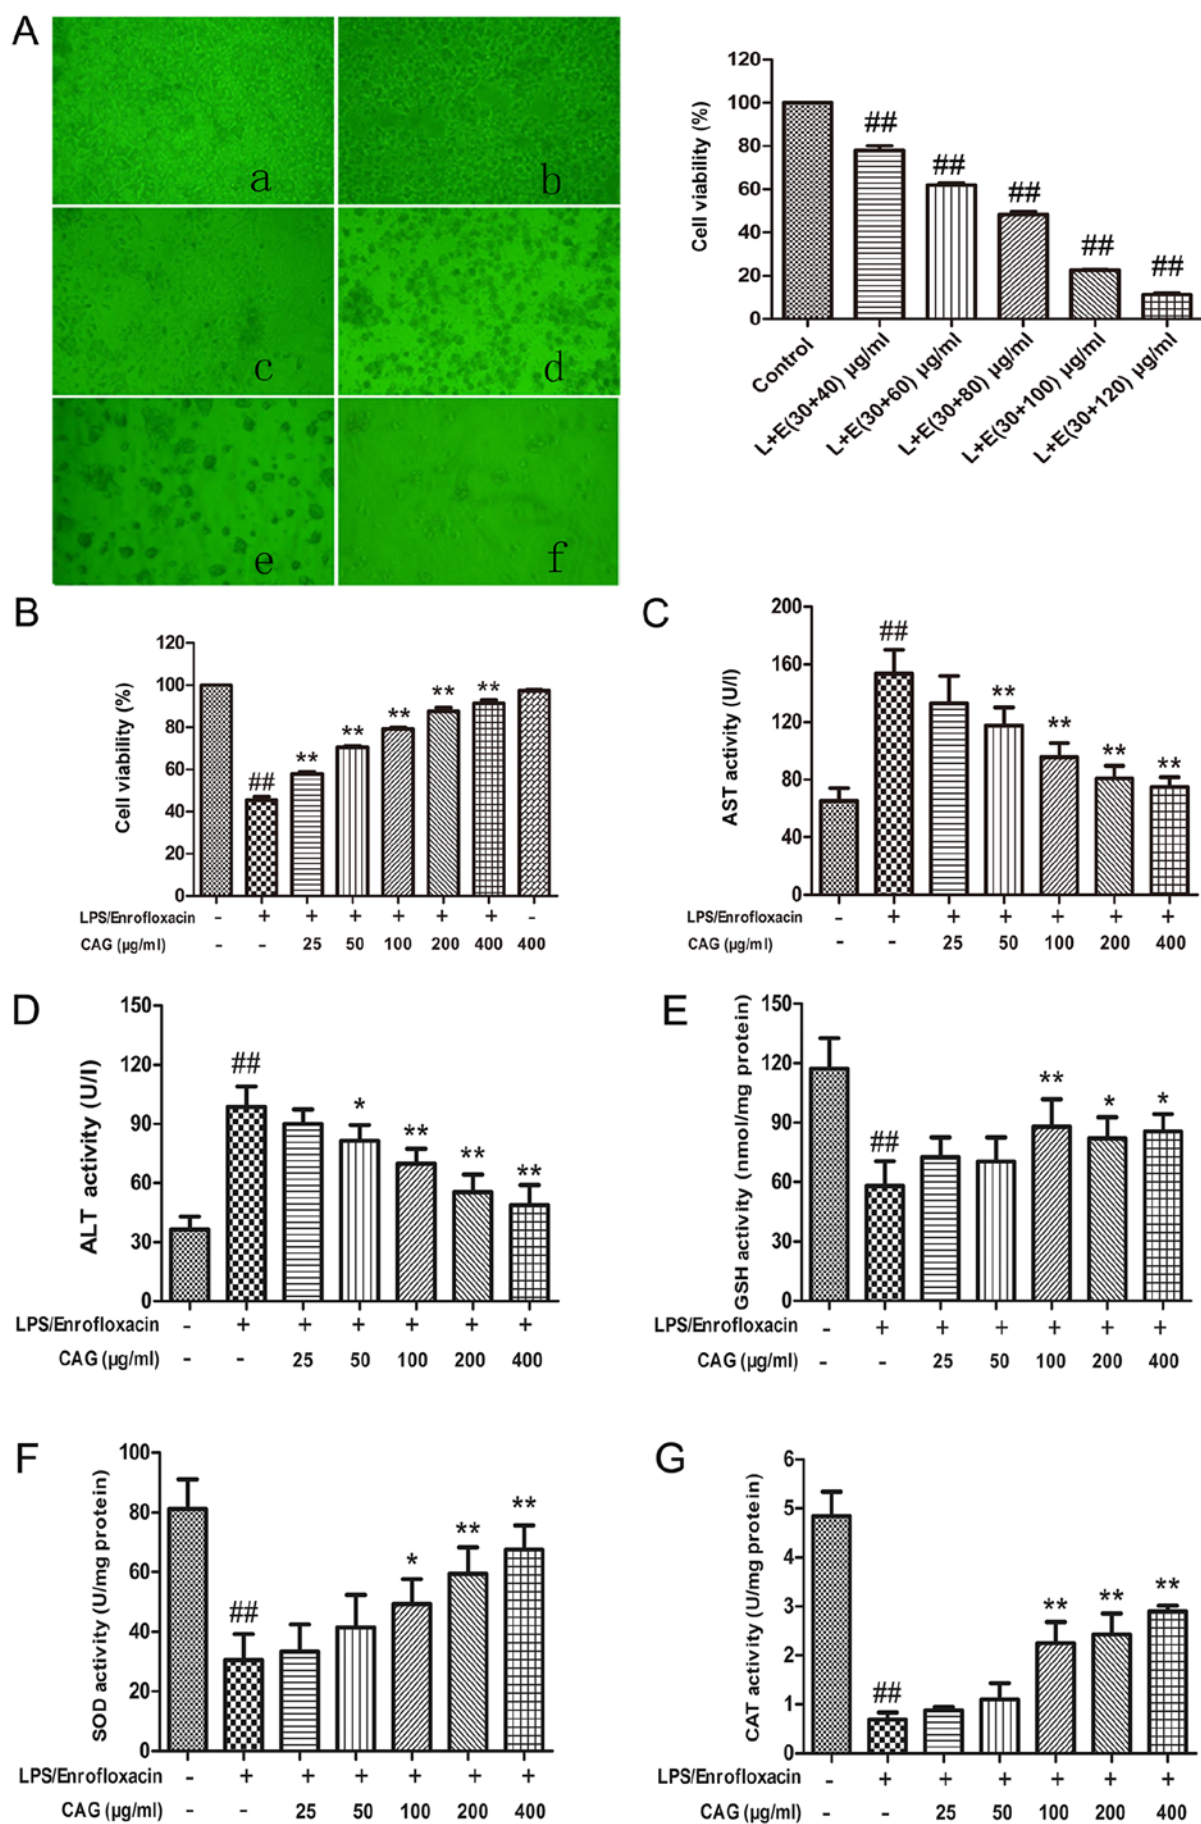 A
a
b
c
d
e
f
Cell viability (%)
120
100
80
60
40
20
0
##
##
##
##
##
Control
L+E(30+40) μg/ml
L+E(30+60) μg/ml
L+E(30+80) μg/ml
L+E(30+100) μg/ml
L+E(30+120) μg/ml
B
Cell viability (%)
120
100
80
60
40
20
0
## ** ** ** ** **
LPS/Enrofloxacin - + + + + + + -
CAG (μg/ml) - - 25 50 100 200 400 400
C
AST activity (U/l)
200
160
120
80
40
0
## ** ** ** **
LPS/Enrofloxacin - + + + + + +
CAG (μg/ml) - - 25 50 100 200 400
D
ALT activity (U/l)
150
120
90
60
30
0
## * ** ** **
LPS/Enrofloxacin - + + + + + +
CAG (μg/ml) - - 25 50 100 200 400
E
GSH activity (nmol/mg protein)
150
120
90
60
30
0
## ** * *
LPS/Enrofloxacin - + + + + + +
CAG (μg/ml) - - 25 50 100 200 400
F
SOD activity (U/mg protein)
100
80
60
40
20
0
## * ** **
LPS/Enrofloxacin - + + + + + +
CAG (μg/ml) - - 25 50 100 200 400
G
CAT activity (U/mg protein)
6
5
4
3
2
1
0
## ** ** **
LPS/Enrofloxacin - + + + + + +
CAG (μg/ml) - - 25 50 100 200 400